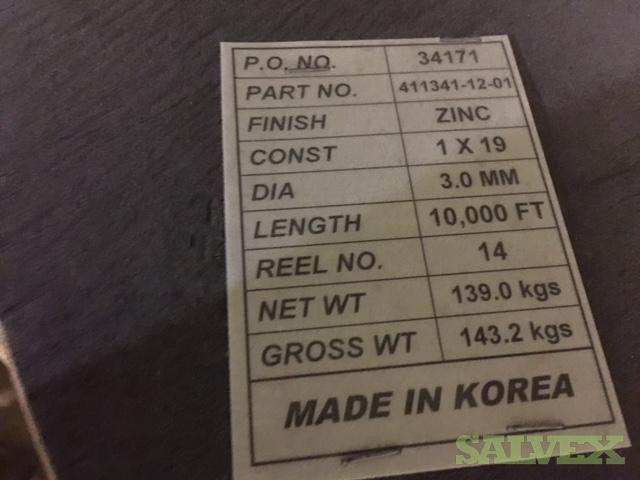 P.O. NO. 34171
PART NO. 411341-12-01
FINISH ZINC
CONST 1 X 19
DIA 3.0 MM
LENGTH 10,000 FT
REEL NO. 14
NET WT 139.0 kgs
GROSS WT 143.2 kgs
MADE IN KOREA
SALVEX